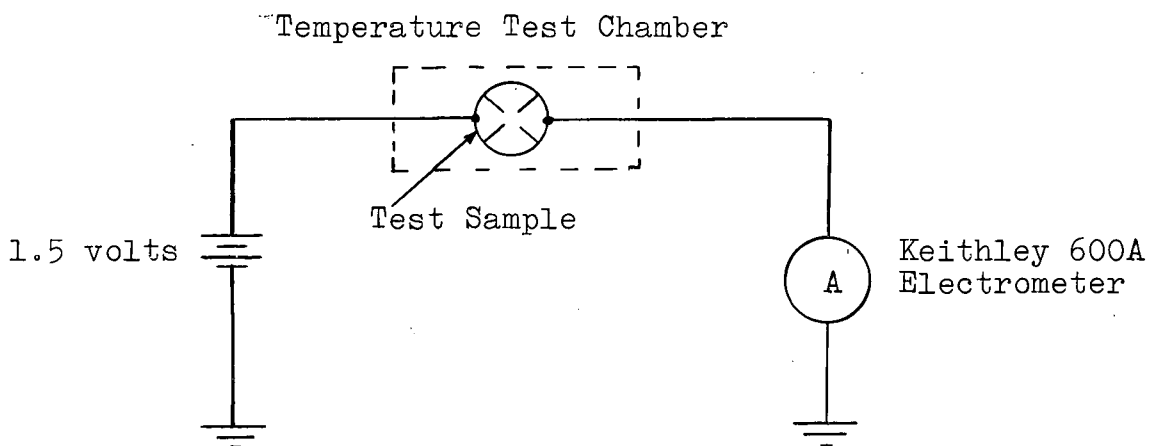 Temperature Test Chamber
Test Sample
1.5 volts
Keithley 600A
Electrometer
A